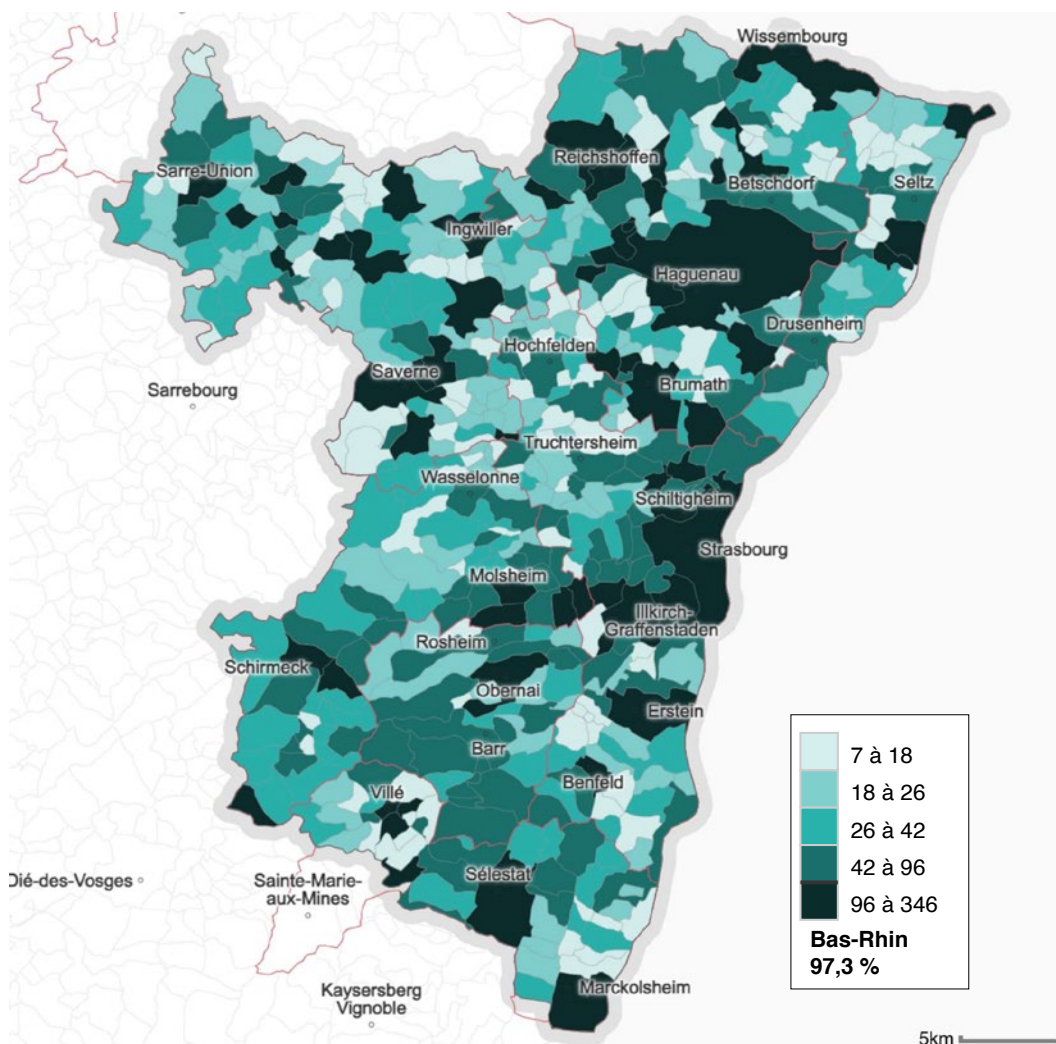 Wissembourg
Reichshoffen
Sarre-Union
Betschdorf
Seltz
Ingwiller
Haguenau
Drusenheim
Hochfelden
Saverne
Brumath
Sarrebourg
Truchtersheim
Wasselonne
Schiltigheim
Strasbourg
Molsheim
Illkirch-
Graffenstaden
Rosheim
Schirmeck
Obernai
Erstein
Barr
Benfeld
Villé
Sélestat
Dié-des-Vosges
Sainte-Marie-
aux-Mines
Marckolsheim
Kaysersberg
Vignoble
7 à 18
18 à 26
26 à 42
42 à 96
96 à 346
Bas-Rhin
97,3 %
5km